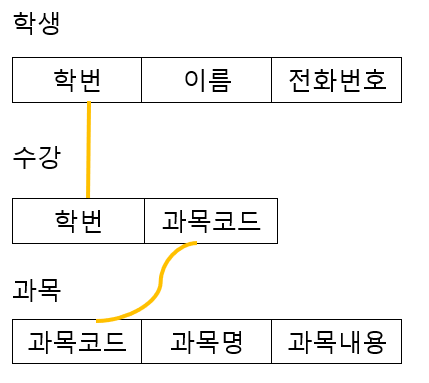 학생
학번 이름 전화번호
수강
학번 과목코드
과목
과목코드 과목명 과목내용